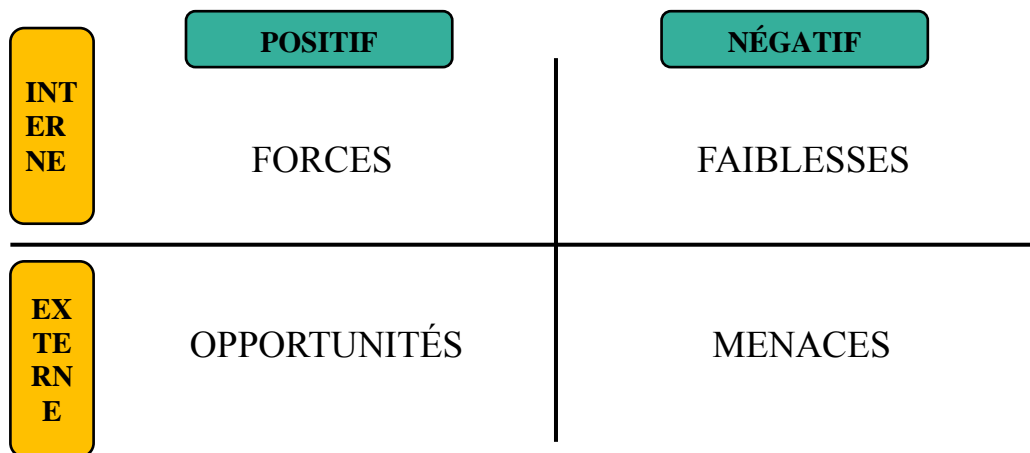 POSITIF
NÉGATIF
INT
ER
NE
FORCES
FAIBLESSES
EX
TE
RN
E
OPPORTUNITÉS
MENACES